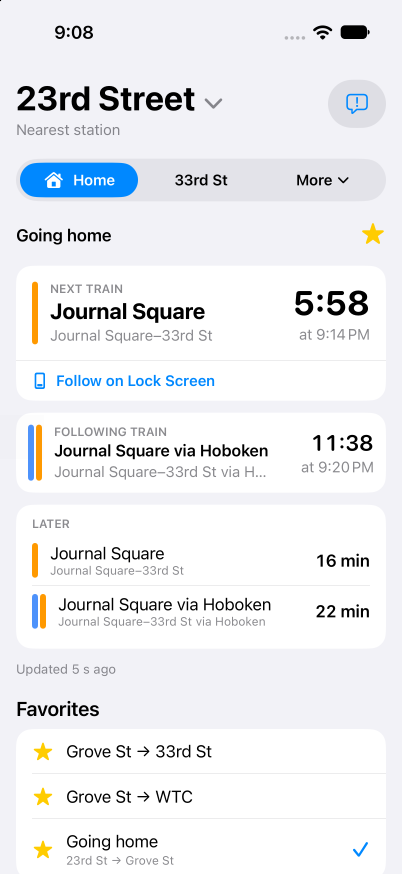 9:08
23rd Street
Nearest station
Home
33rd St
More
Going home
NEXT TRAIN
Journal Square
Journal Square–33rd St
5:58
at 9:14 PM
Follow on Lock Screen
FOLLOWING TRAIN
Journal Square via Hoboken
Journal Square–33rd St via H...
11:38
at 9:20 PM
LATER
Journal Square
Journal Square–33rd St
16 min
Journal Square via Hoboken
Journal Square–33rd St via Hoboken
22 min
Updated 5 s ago
Favorites
Grove St → 33rd St
Grove St → WTC
Going home
23rd St → Grove St